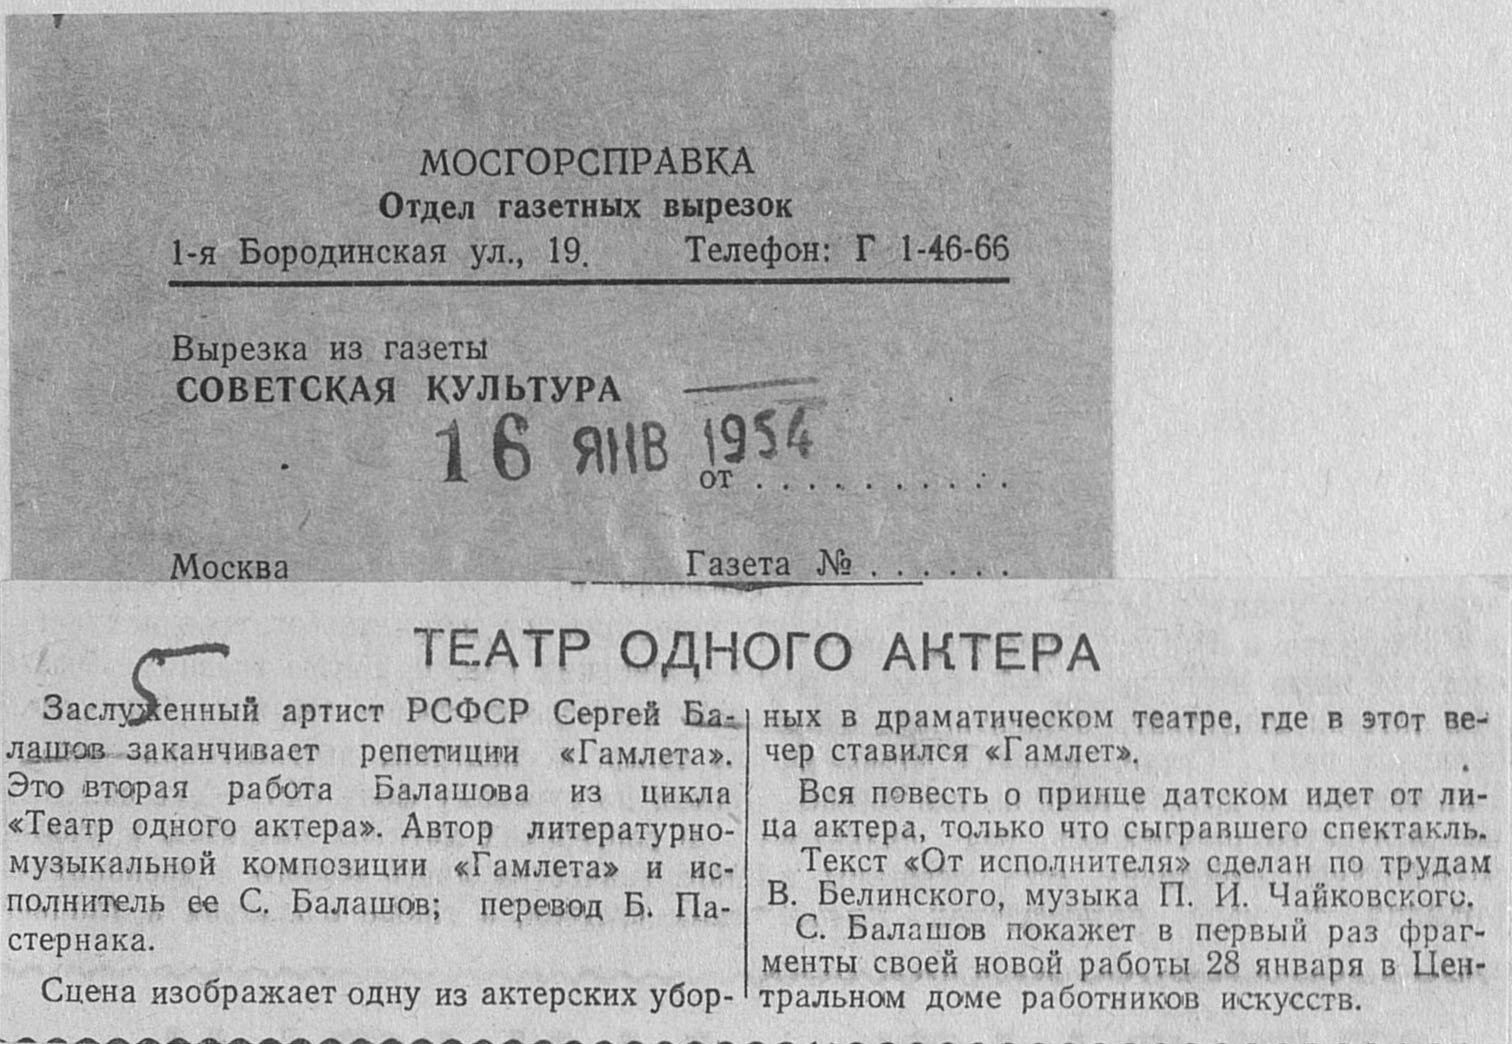 МОСГОРСПРАВКА
Отдел газетных вырезок
1-я Бородинская ул., 19. Телефон: Г 1-46-66
Вырезка из газеты
СОВЕТСКАЯ КУЛЬТУРА
16 ЯНВ 1954
от . . . . . . . . . .
Москва Газета № . . . . . .
ТЕАТР ОДНОГО АКТЕРА
5
Заслуженный артист РСФСР Сергей Ба-
лашов заканчивает репетиции «Гамлета».
Это вторая работа Балашова из цикла
«Театр одного актера». Автор литературно-
музыкальной композиции «Гамлета» и ис-
полнитель ее С. Балашов; перевод Б. Па-
стернака.
Сцена изображает одну из актерских убор-
ных в драматическом театре, где в этот ве-
чер ставился «Гамлет».
Вся повесть о принце датском идет от ли-
ца актера, только что сыгравшего спектакль.
Текст «От исполнителя» сделан по трудам
В. Белинского, музыка П. И. Чайковского.
С. Балашов покажет в первый раз фраг-
менты своей новой работы 28 января в Цен-
тральном доме работников искусств.